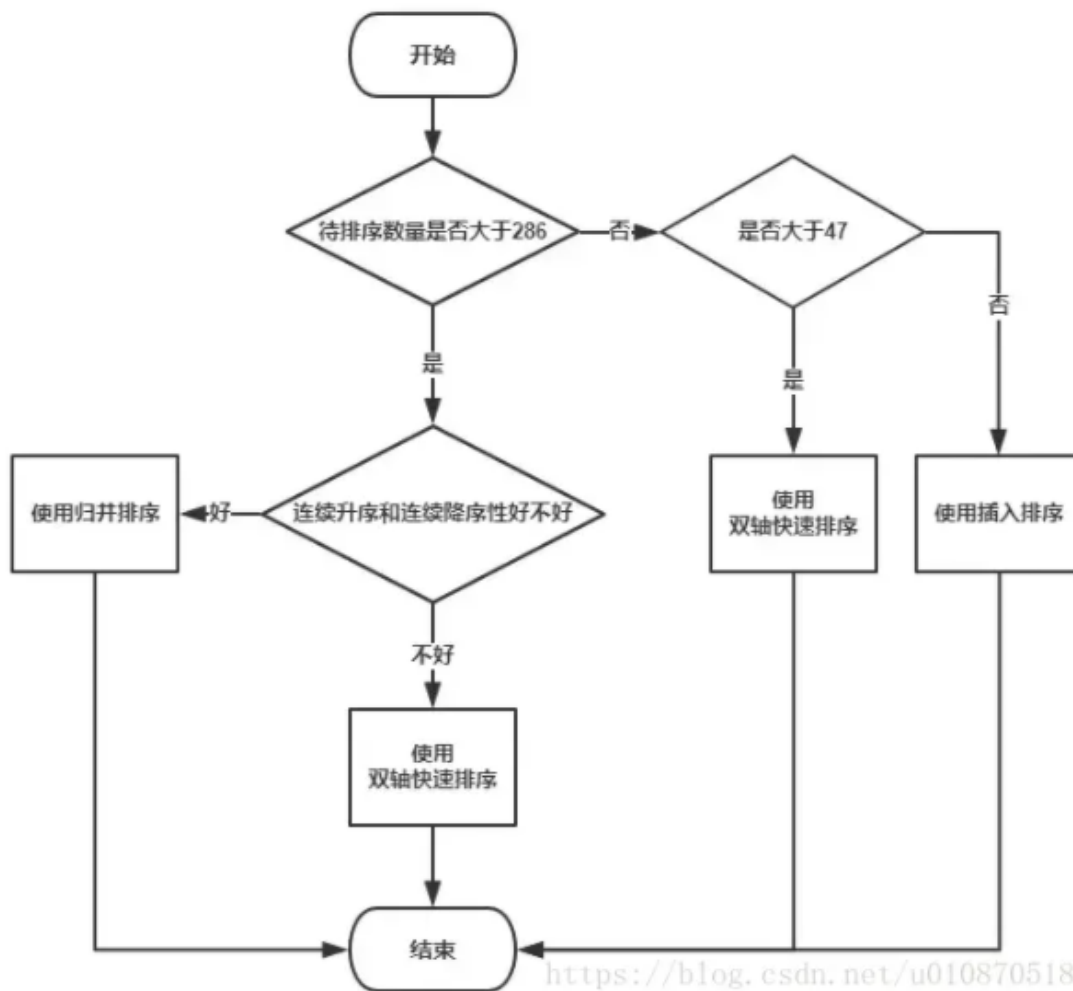 开始
待排序数量是否大于286
否
是否大于47
否
是
是
使用归并排序
好
连续升序和连续降序性好不好
使用
双轴快速排序
使用插入排序
不好
使用
双轴快速排序
结束
https://blog.csdn.net/u010870518